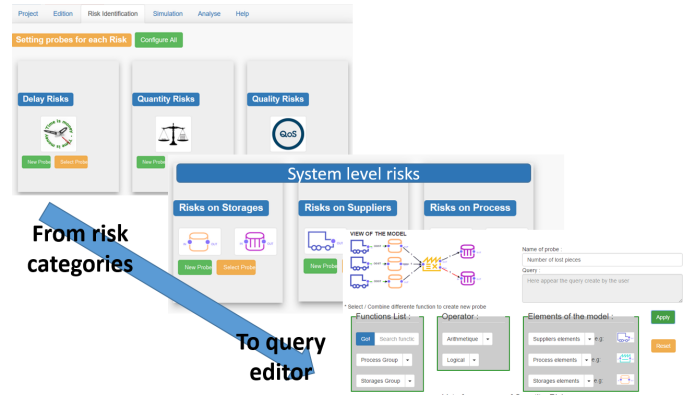 Project Edition Risk Identification Simulation Analyse Help
Setting probes for each Risk Configure All
Delay Risks Quantity Risks Quality Risks
QoS
New Probe Select Probe New Probe
System level risks
Risks on Storages Risks on Suppliers Risks on Process
New Probe Select Probe New Probe
From risk
categories
To query
editor
VIEW OF THE MODEL
Name of probe :
Number of lost pieces
Query :
Here appear the query create by the user
* Select / Combine differente function to create new probe
Functions List : Operator : Elements of the model : Apply
Go! Search functio Arithmétique Suppliers elements e.g:
Reset
Process Group Logical Process elements e.g:
Storages Group Storages elements e.g: